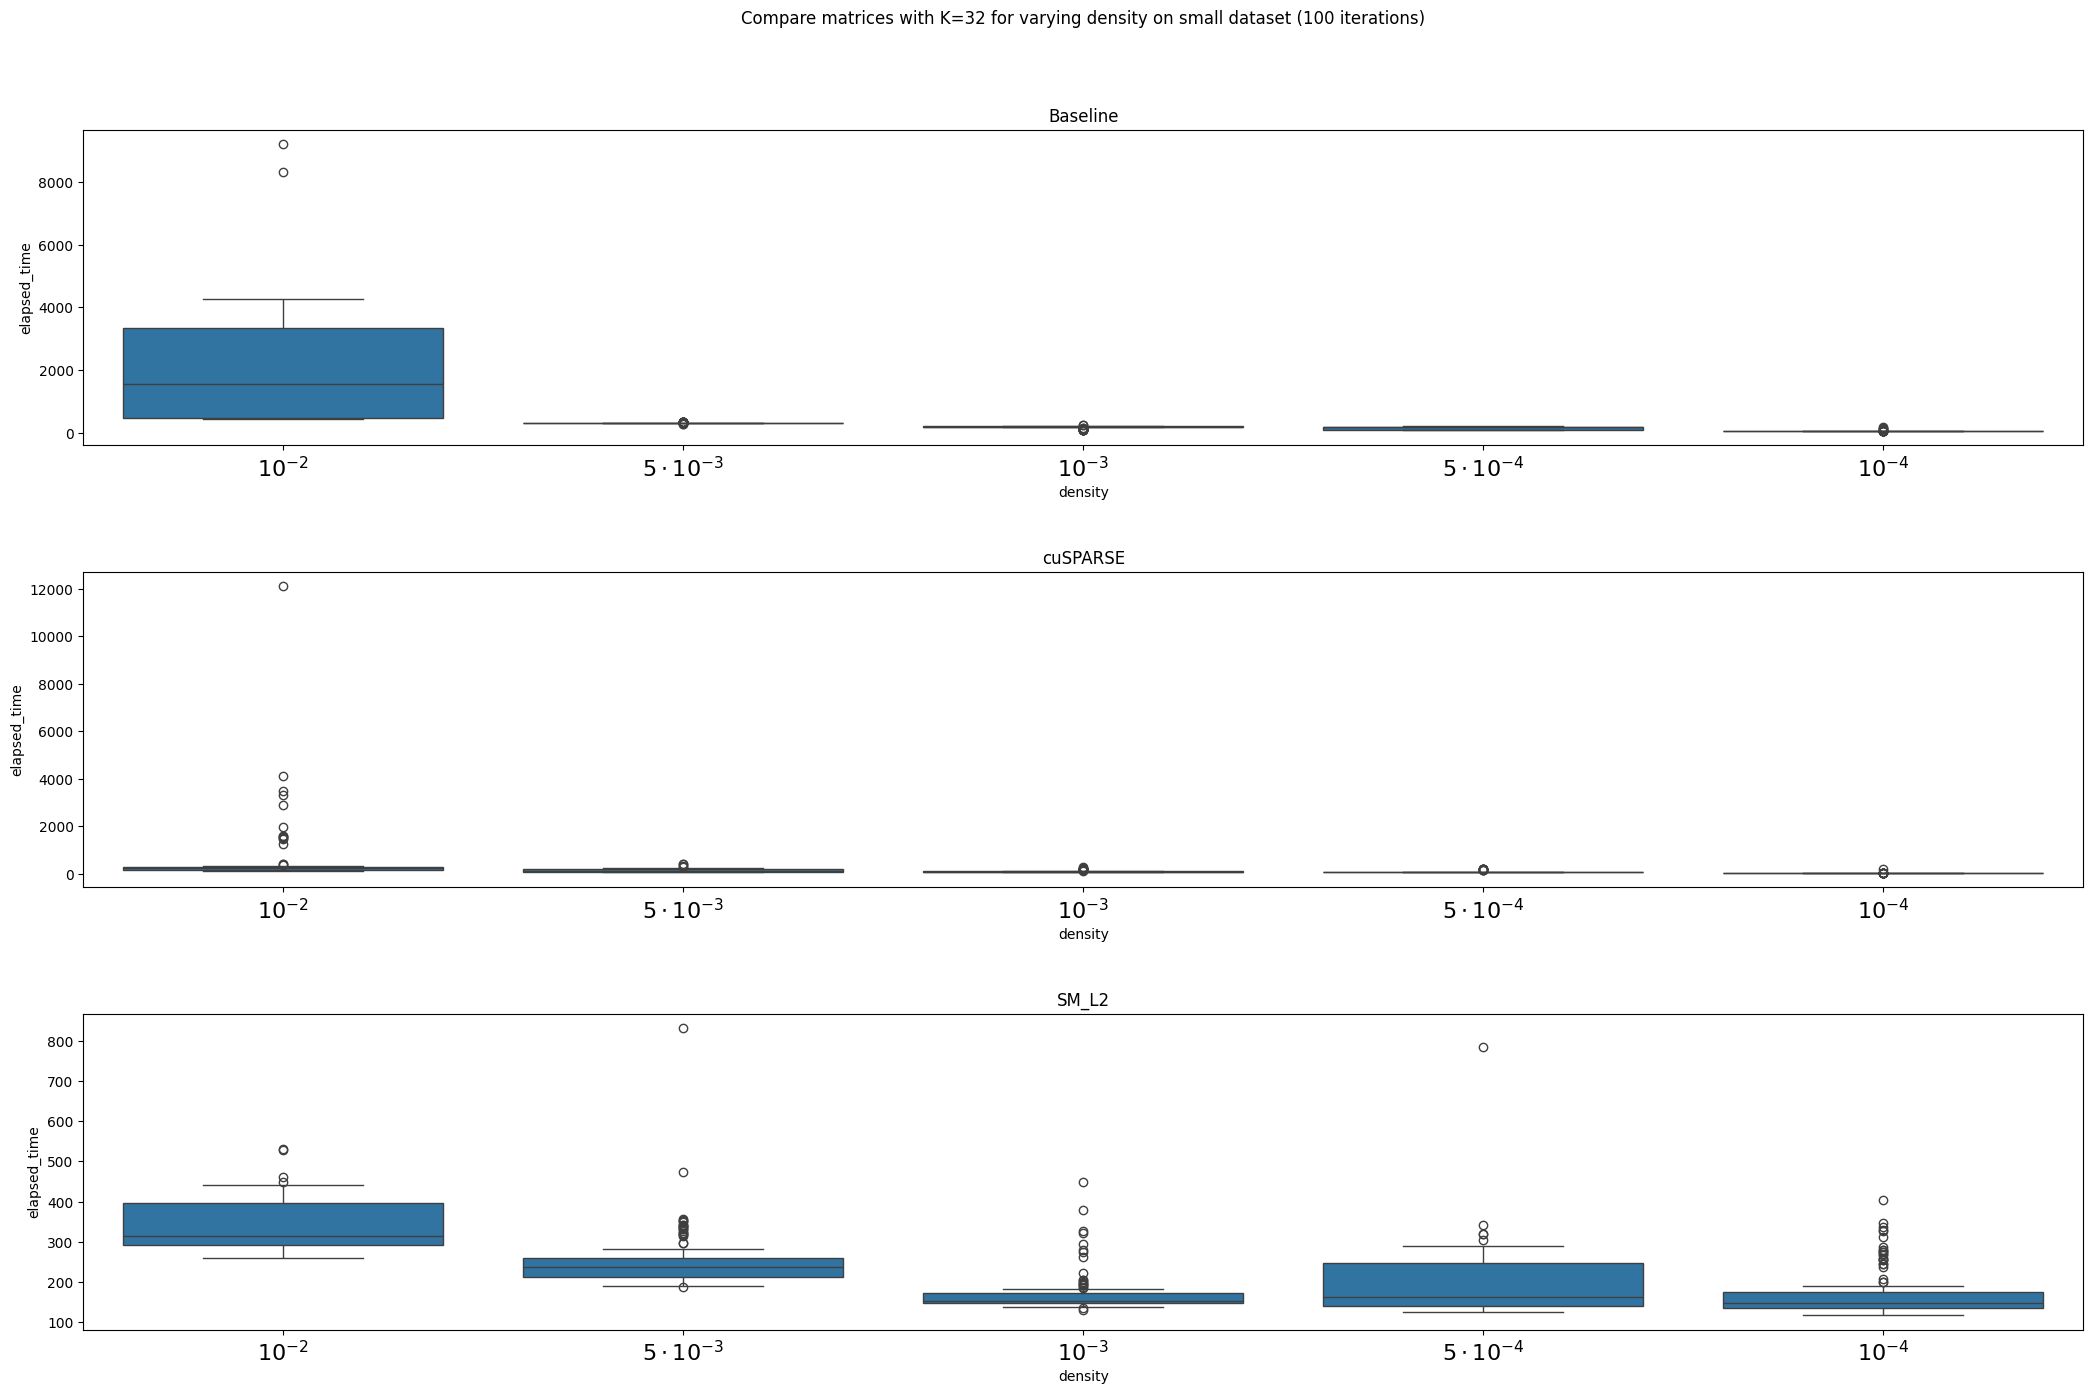 Compare matrices with K=32 for varying density on small dataset (100 iterations)
Baseline
elapsed_time
8000
6000
4000
2000
0
10⁻² 5·10⁻³ 10⁻³ 5·10⁻⁴ 10⁻⁴
density
cuSPARSE
elapsed_time
12000
10000
8000
6000
4000
2000
0
10⁻² 5·10⁻³ 10⁻³ 5·10⁻⁴ 10⁻⁴
density
SM_L2
elapsed_time
800
700
600
500
400
300
200
100
10⁻² 5·10⁻³ 10⁻³ 5·10⁻⁴ 10⁻⁴
density